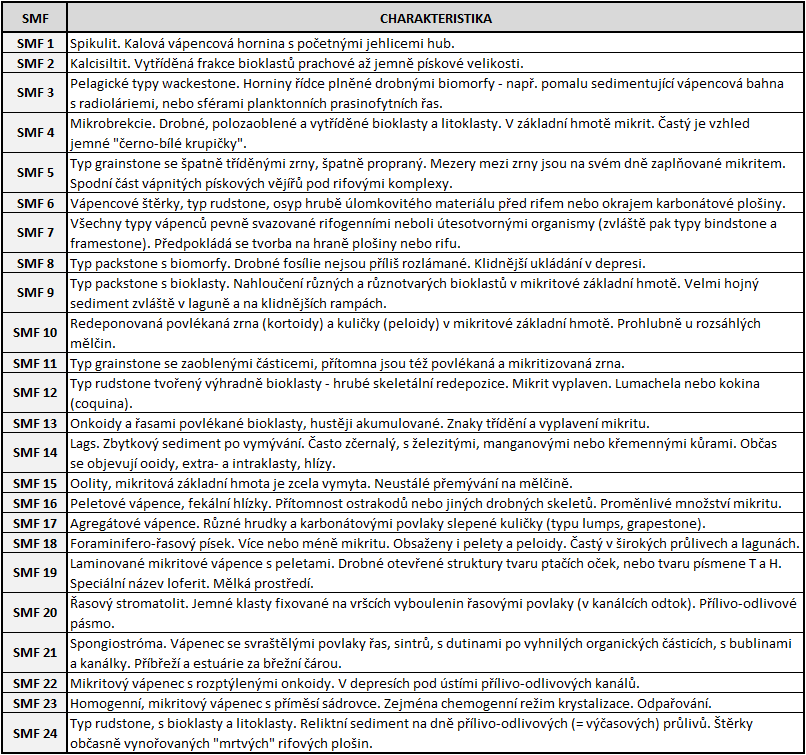 SMF CHARAKTERISTIKA
SMF 1 Spikulit. Kalová vápencová hornina s početnými jehlicemi hub.
SMF 2 Kalcisiltit. Vytříděná frakce bioklastů prachové až jemně pískové velikosti.
SMF 3 Pelagické typy wackestone. Horniny řídce plněné drobnými biomorfy - např. pomalu sedimentující vápencová bahna
s radioláriemi, nebo sférami planktonních prasinofytních řas.
SMF 4 Mikrobrekcie. Drobné, polozaoblené a vytříděné bioklasty a litoklasty. V základní hmotě mikrit. Častý je vzhled
jemné "černo-bílé krupičky".
SMF 5 Typ grainstone se špatně tříděnými zrny, špatně propraný. Mezery mezi zrny jsou na svém dně zaplňované mikritem.
Spodní část vápnitých pískových vějířů pod rifovými komplexy.
SMF 6 Vápencové štěrky, typ rudstone, osyp hrubě úlomkovitého materiálu před rifem nebo okrajem karbonátové plošiny.
SMF 7 Všechny typy vápenců pevně svazované rifogenními neboli útesotvornými organismy (zvláště pak typy bindstone a
framestone). Předpokládá se tvorba na hraně plošiny nebo rifu.
SMF 8 Typ packstone s biomorfy. Drobné fosílie nejsou příliš rozlámané. Klidnější ukládání v depresi.
SMF 9 Typ packstone s bioklasty. Nahloučení různých a různotvarých bioklastů v mikritové základní hmotě. Velmi hojný
sediment zvláště v laguně a na klidnějších rampách.
SMF 10 Redeponovaná povlékaná zrna (kortoidy) a kuličky (peloidy) v mikritové základní hmotě. Prohlubně u rozsáhlých
mělčin.
SMF 11 Typ grainstone se zaoblenými částicemi, přítomna jsou též povlékaná a mikritizovaná zrna.
SMF 12 Typ rudstone tvořený výhradně bioklasty - hrubé skeletální redepozice. Mikrit vyplaven. Lumachela nebo kokina
(coquina).
SMF 13 Onkoidy a řasami povlékané bioklasty, hustěji akumulované. Znaky třídění a vyplavení mikritu.
SMF 14 Lags. Zbytkový sediment po vymývání. Často zčernalý, s železitými, manganovými nebo křemennými kůrami. Občas
se objevují ooidy, extra- a intraklasty, hlízy.
SMF 15 Oolity, mikritová základní hmota je zcela vymyta. Neustálé přemývání na mělčině.
SMF 16 Peletové vápence, fekální hlízky. Přítomnost ostrakodů nebo jiných drobných skeletů. Proměnlivé množství mikritu.
SMF 17 Agregátové vápence. Různé hrudky a karbonátovými povlaky slepené kuličky (typu lumps, grapestone).
SMF 18 Foraminifero-řasový písek. Více nebo méně mikritu. Obsaženy i pelety a peloidy. Častý v širokých průlivech a lagunách.
SMF 19 Laminované mikritové vápence s peletami. Drobné otevřené struktury tvaru ptačích oček, nebo tvaru písmene T a H.
Speciální název loferit. Mělká prostředí.
SMF 20 Řasový stromatolit. Jemné klasty fixované na vršcích vyboulenin řasovými povlaky (v kanálcích odtok). Přílivo-odlivové
pásmo.
SMF 21 Spongiostróma. Vápenec se svraštělými povlaky řas, sintrů, s dutinami po vyhnilých organických částicích, s bublinami
a kanálky. Příbřeží a estuárie za břežní čárou.
SMF 22 Mikritový vápenec s rozptýlenými onkoidy. V depresích pod ústími přílivo-odlivových kanálů.
SMF 23 Homogenní, mikritový vápenec s příměsí sádrovce. Zejména chemogenní režim krystalizace. Odpařování.
SMF 24 Typ rudstone, s bioklasty a litoklasty. Reliktní sediment na dně přílivo-odlivových (= výčasových) průlivů. Štěrky
občasně vynořovaných "mrtvých" rifových plošin.